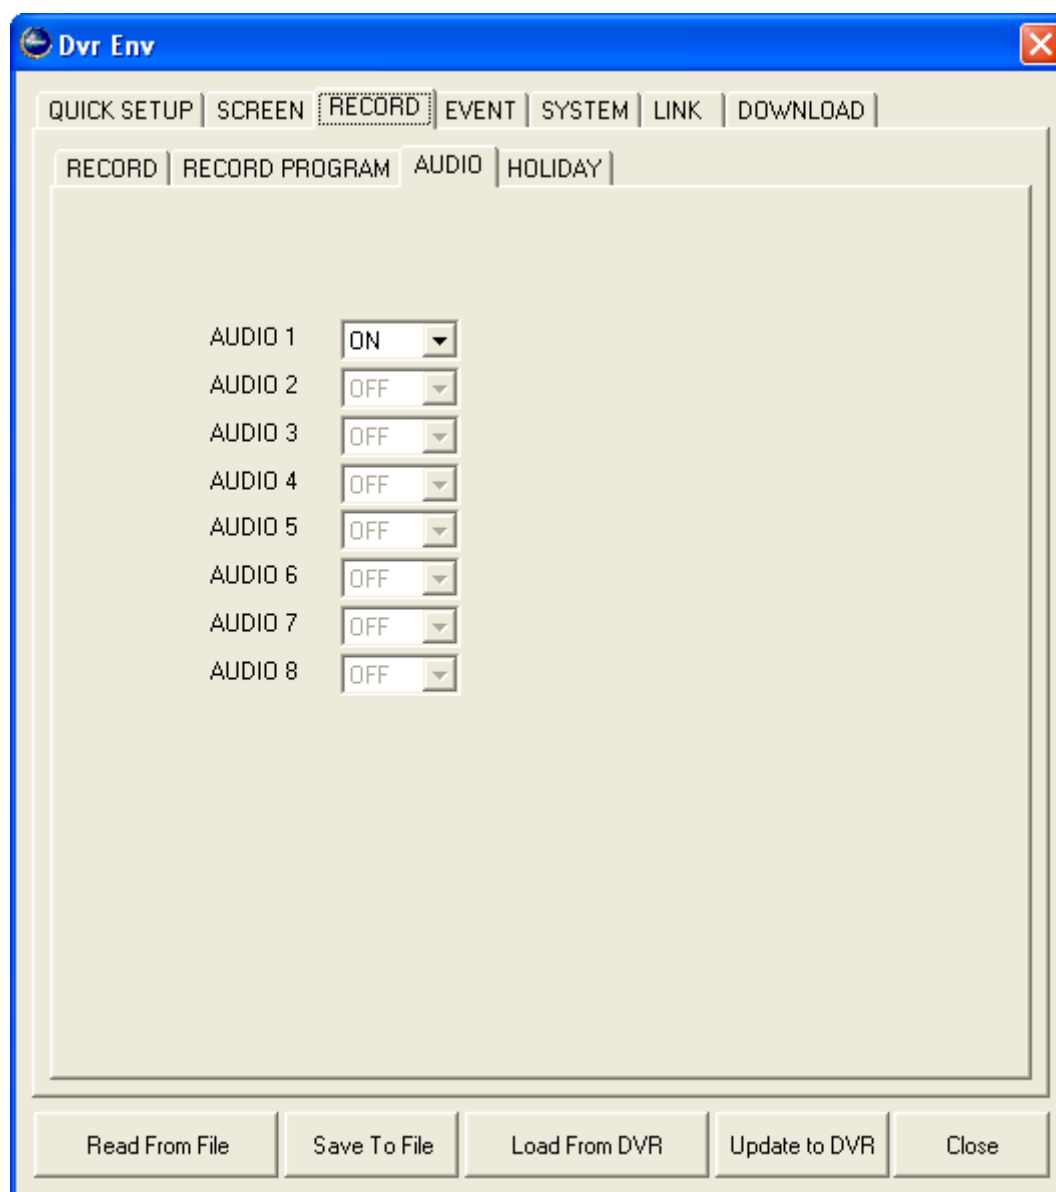 Dvr Env
QUICK SETUP SCREEN RECORD EVENT SYSTEM LINK DOWNLOAD
RECORD RECORD PROGRAM AUDIO HOLIDAY
AUDIO 1 ON
AUDIO 2 OFF
AUDIO 3 OFF
AUDIO 4 OFF
AUDIO 5 OFF
AUDIO 6 OFF
AUDIO 7 OFF
AUDIO 8 OFF
Read From File Save To File Load From DVR Update to DVR Close